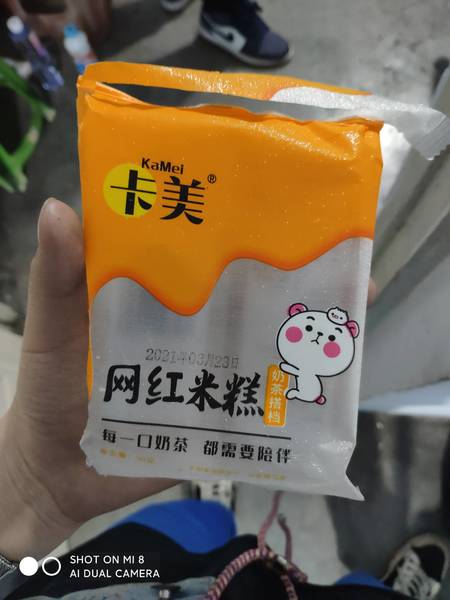 KaMei
卡美®
2021年03月23日
网红米糕
奶茶搭档
每一口奶茶 都需要陪伴
SHOT ON MI 8
AI DUAL CAMERA